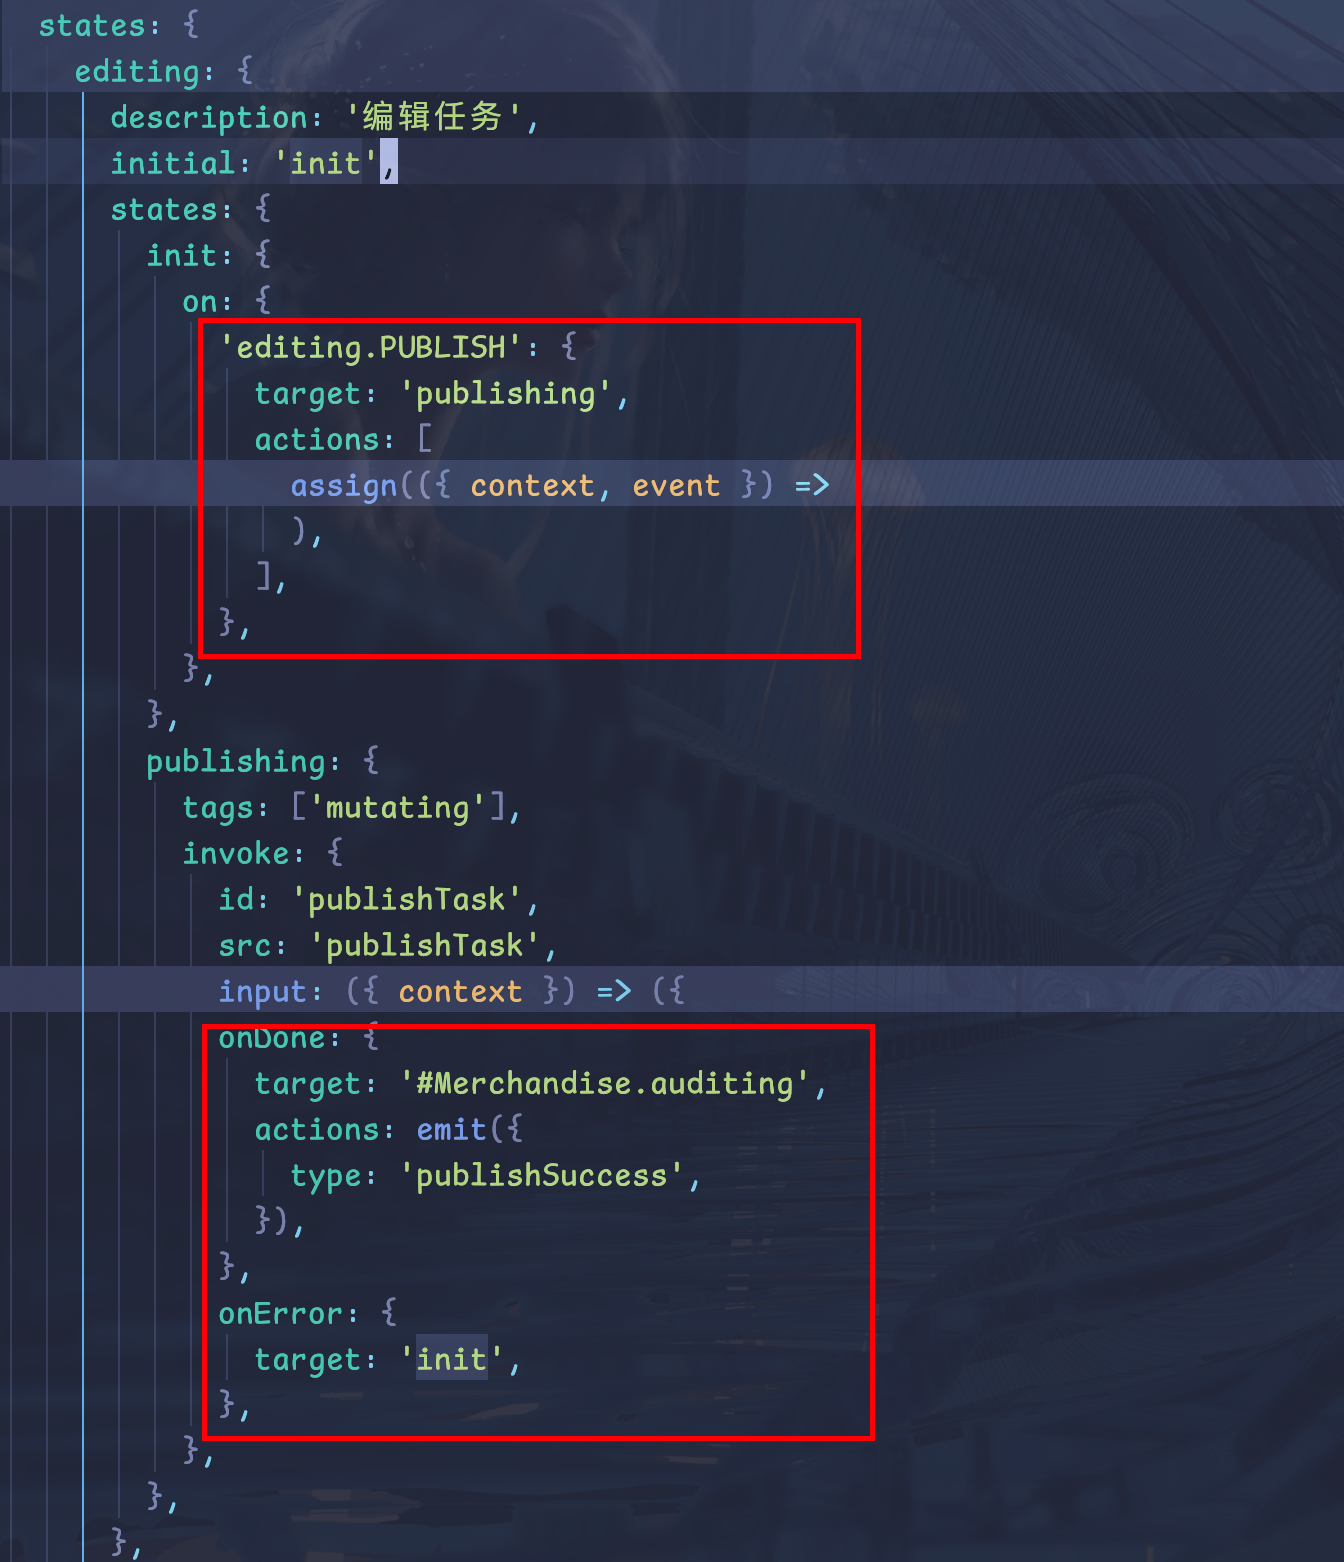 states: {
editing: {
description: '编辑任务',
initial: 'init',
states: {
init: {
on: {
'editing.PUBLISH': {
target: 'publishing',
actions: [
assign(({ context, event }) =>
),
],
},
},
},
publishing: {
tags: ['mutating'],
invoke: {
id: 'publishTask',
src: 'publishTask',
input: ({ context }) => ({
onDone: {
target: '#Merchandise.auditing',
actions: emit({
type: 'publishSuccess',
}),
},
onError: {
target: 'init',
},
},
},
},